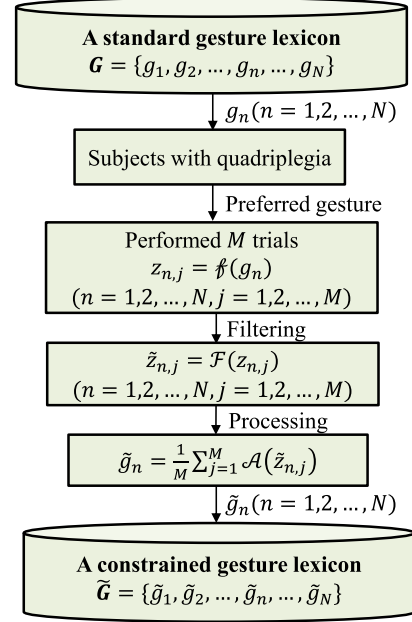 A standard gesture lexicon
G = {g₁, g₂, … , gₙ, … , g_N}
gₙ(n = 1,2, … , N)
Subjects with quadriplegia
Preferred gesture
Performed M trials
zₙ,ⱼ = 𝒻(gₙ)
(n = 1,2, … , N, j = 1,2, … , M)
Filtering
z̃ₙ,ⱼ = ℱ(zₙ,ⱼ)
(n = 1,2, … , N, j = 1,2, … , M)
Processing
g̃ₙ = 1/M ∑_{j=1}^{M} 𝒜(z̃ₙ,ⱼ)
g̃ₙ(n = 1,2, … , N)
A constrained gesture lexicon
G̃ = {g̃₁, g̃₂, … , g̃ₙ, … , g̃_N}